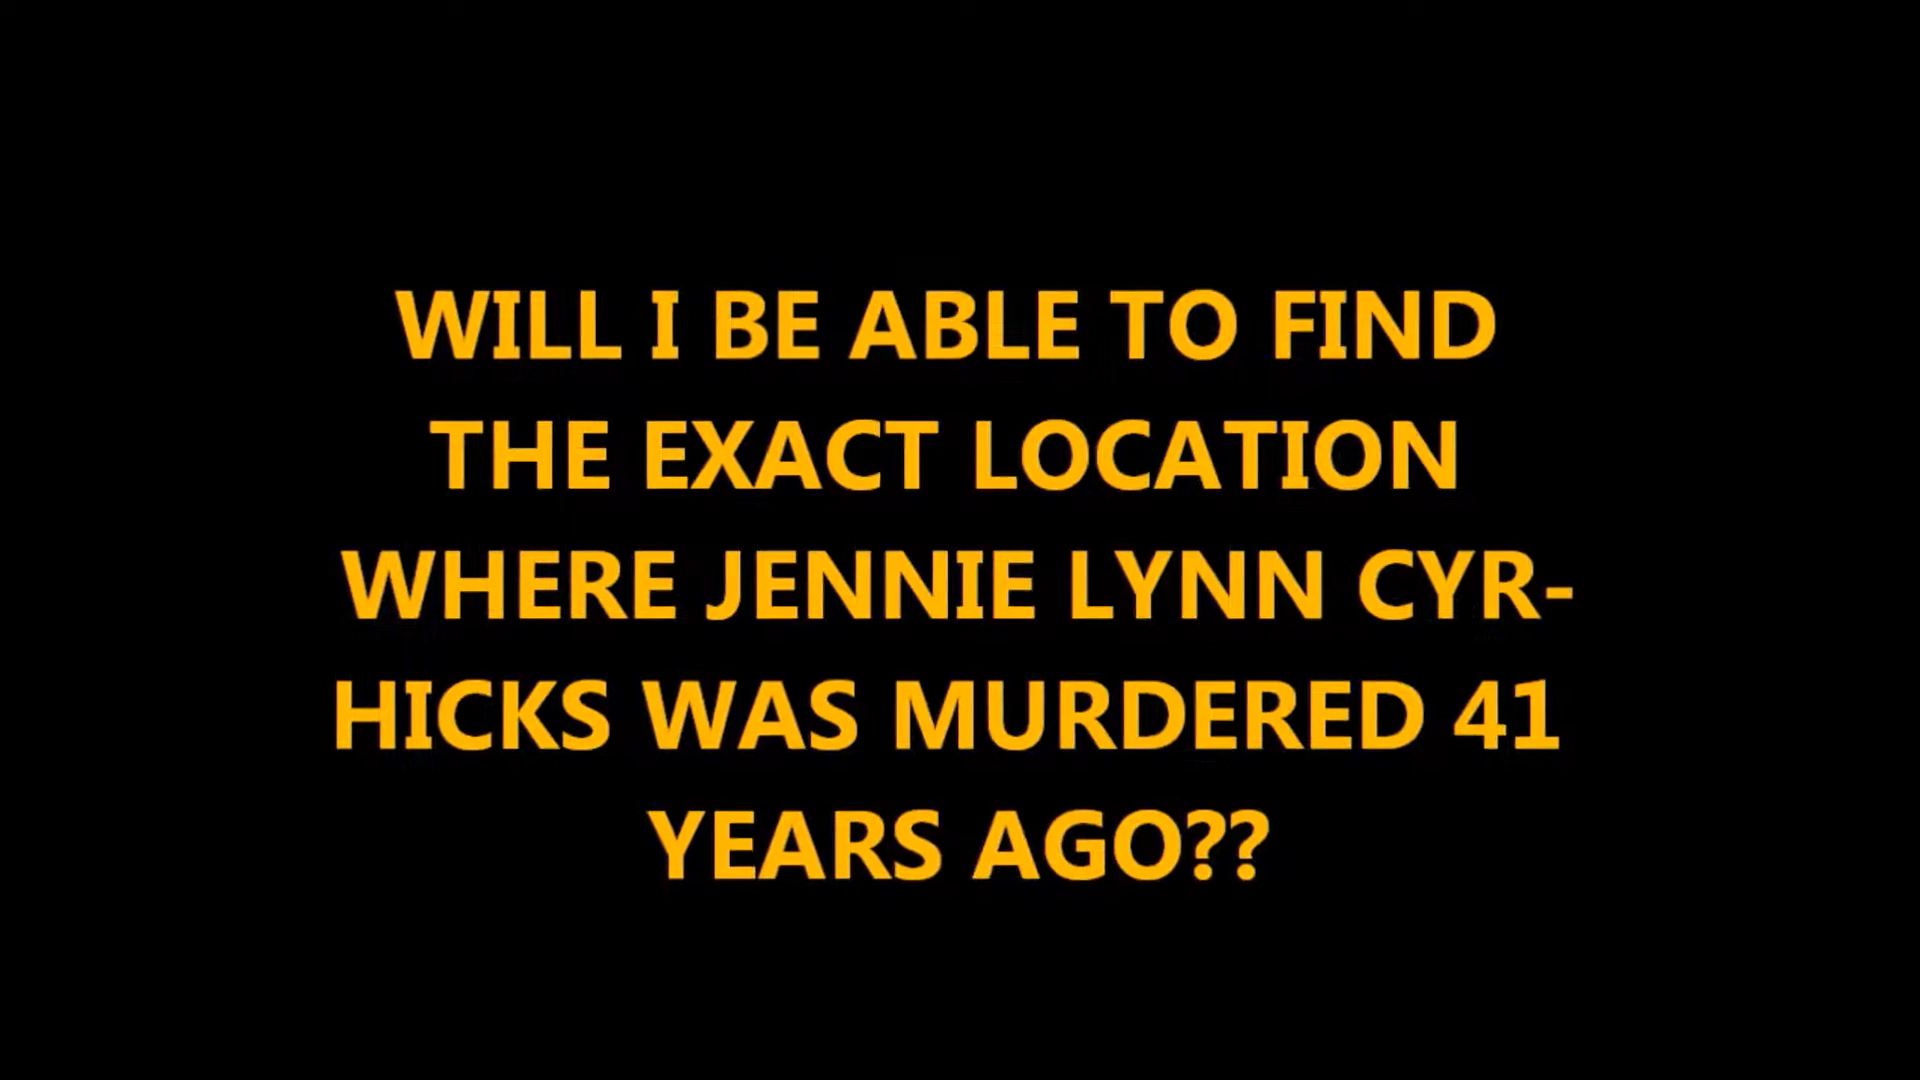 WILL I BE ABLE TO FIND
THE EXACT LOCATION
WHERE JENNIE LYNN CYR-
HICKS WAS MURDERED 41
YEARS AGO??